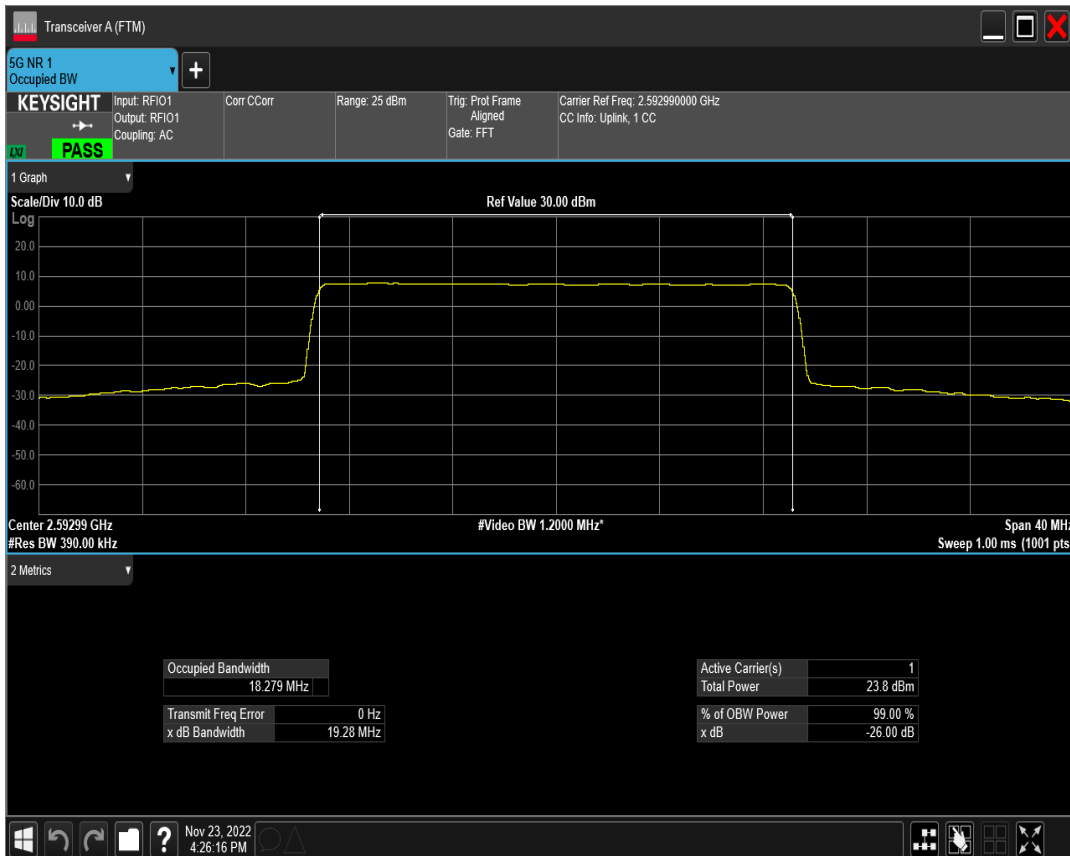 Transceiver A (FTM)
5G NR 1
Occupied BW
+
KEYSIGHT
LXI
PASS
Input: RFIO1
Output: RFIO1
Coupling: AC
Corr CCorr
Range: 25 dBm
Trig: Prot Frame
Aligned
Gate: FFT
Carrier Ref Freq: 2.592990000 GHz
CC Info: Uplink, 1 CC
1 Graph
Scale/Div 10.0 dB
Ref Value 30.00 dBm
Log
20.0
10.0
0.00
-10.0
-20.0
-30.0
-40.0
-50.0
-60.0
Center 2.59299 GHz
#Video BW 1.2000 MHz*
Span 40 MHz
#Res BW 390.00 kHz
Sweep 1.00 ms (1001 pts
2 Metrics
Occupied Bandwidth
18.279 MHz
Transmit Freq Error 0 Hz
x dB Bandwidth 19.28 MHz
Active Carrier(s) 1
Total Power 23.8 dBm
% of OBW Power 99.00 %
x dB -26.00 dB
?
Nov 23, 2022
4:26:16 PM